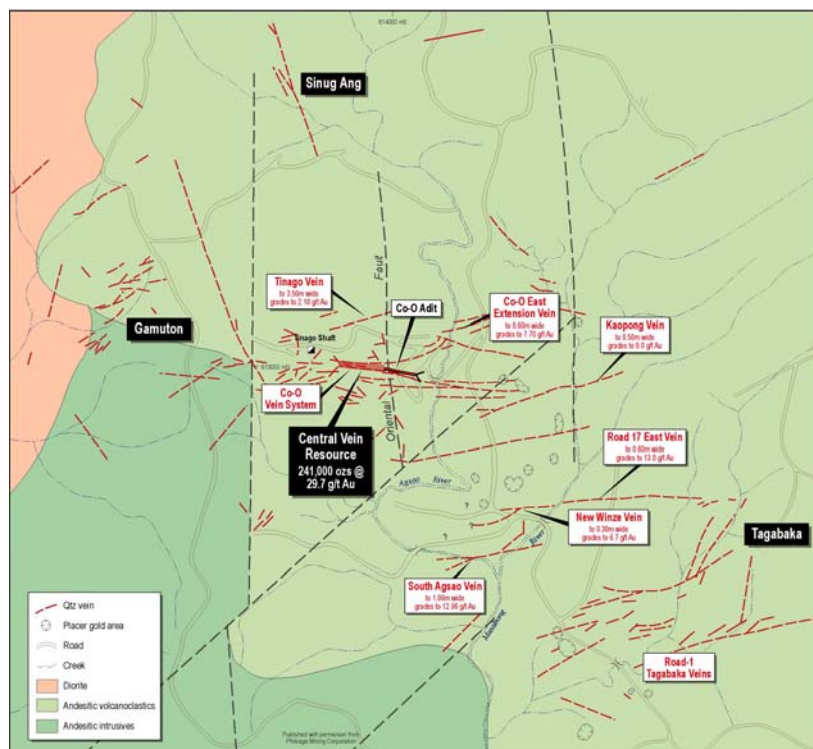 814000 mE
Sinug Ang
Tinago Vein
to 3.50m wide
grades to 2.10 g/t Au
Fault
Co-O Adit
Co-O East
Extension Vein
to 0.60m wide
grades to 7.70 g/t Au
Kaopong Vein
to 0.50m wide
grades to 9.0 g/t Au
Gamuton
Tinago Shaft
Co-O
Vein System
Oriental
Central Vein
Resource
241,000 ozs @
29.7 g/t Au
Road 17 East Vein
to 0.60m wide
grades to 13.0 g/t Au
Agsao River
?
?
?
New Winze Vein
to 0.30m wide
grades to 6.7 g/t Au
River
Tagabaka
South Agsao Vein
to 1.00m wide
grades to 12.06 g/t Au
Road-1
Tagabaka Veins
Qtz vein
Placer gold area
Road
Creek
Diorite
Andesitic volcanoclastics
Andesitic intrusives
Published with permission from
Philsaga Mining Corporation